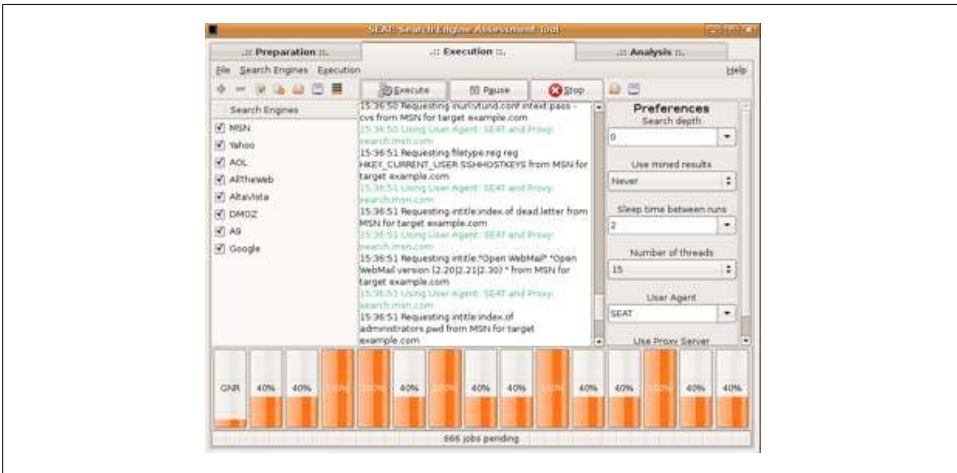 SEAT: Search Engine Assessment Tool
.:: Preparation ::.
.:: Execution ::.
.:: Analysis ::.
File Search Engines Execution
Help
Execute
Pause
Stop
Search Engines
MSN
Yahoo
AOL
AllTheWeb
AltaVista
DMOZ
A9
Google
15:36:50 Requesting inurl:vtund.conf intext:pass -
cvs from MSN for target example.com
15:36:50 Using User Agent: SEAT and Proxy:
search.msn.com
15:36:51 Requesting filetype:reg reg
HKEY_CURRENT_USER SSHHOSTKEYS from MSN for
target example.com
15:36:51 Using User Agent: SEAT and Proxy:
search.msn.com
15:36:51 Requesting intitle:index.of dead.letter from
MSN for target example.com
15:36:51 Using User Agent: SEAT and Proxy:
search.msn.com
15:36:51 Requesting intitle:"Open WebMail" "Open
WebMail version (2.20|2.21|2.30) " from MSN for
target example.com
15:36:51 Using User Agent: SEAT and Proxy:
search.msn.com
15:36:51 Requesting intitle:index.of
administrators.pwd from MSN for target
example.com
Preferences
Search depth
0
Use mined results
Never
Sleep time between runs
2
Number of threads
15
User Agent
SEAT
Use Proxy Server
GNR 40% 40% 100% 100% 40% 100% 40% 40% 100% 40% 40% 100% 40% 40%
666 jobs pending